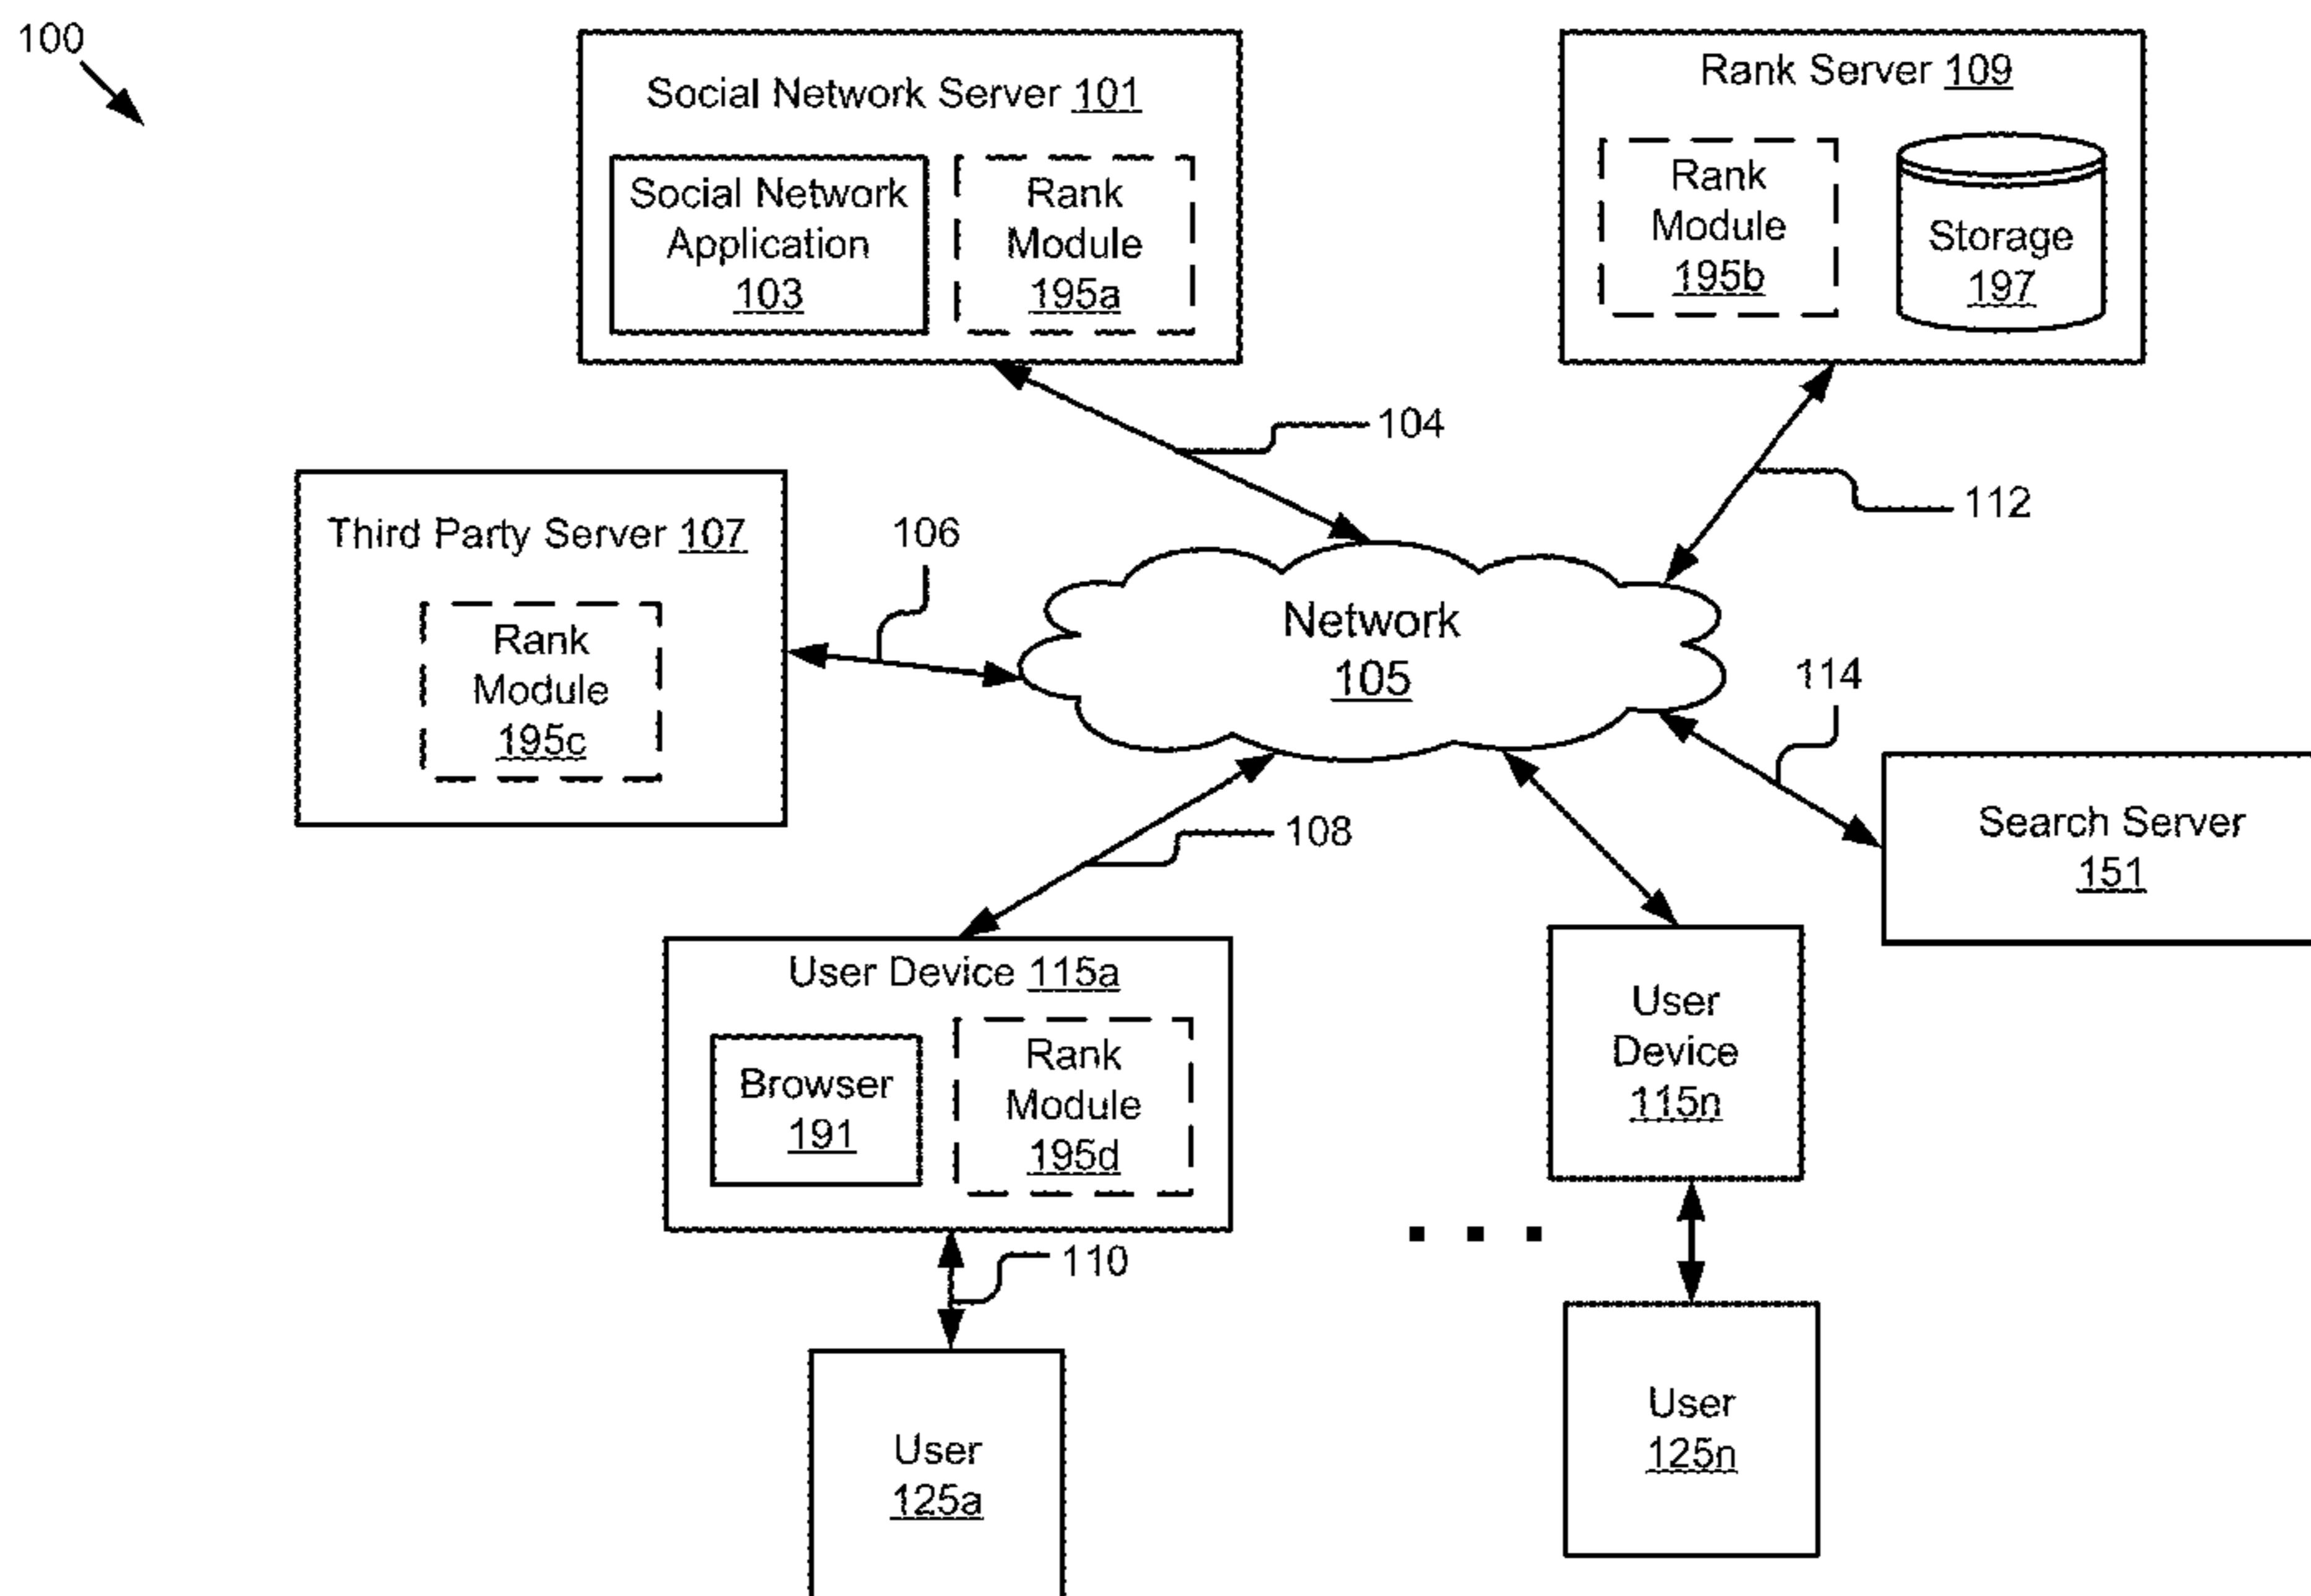 100
Social Network Server 101
Social Network
Application
103
Rank
Module
195a
Rank Server 109
Rank
Module
195b
Storage
197
104
112
Third Party Server 107
Rank
Module
195c
106
Network
105
114
Search Server
151
108
User Device 115a
Browser
191
Rank
Module
195d
User
Device
115n
110
. . .
User
125a
User
125n